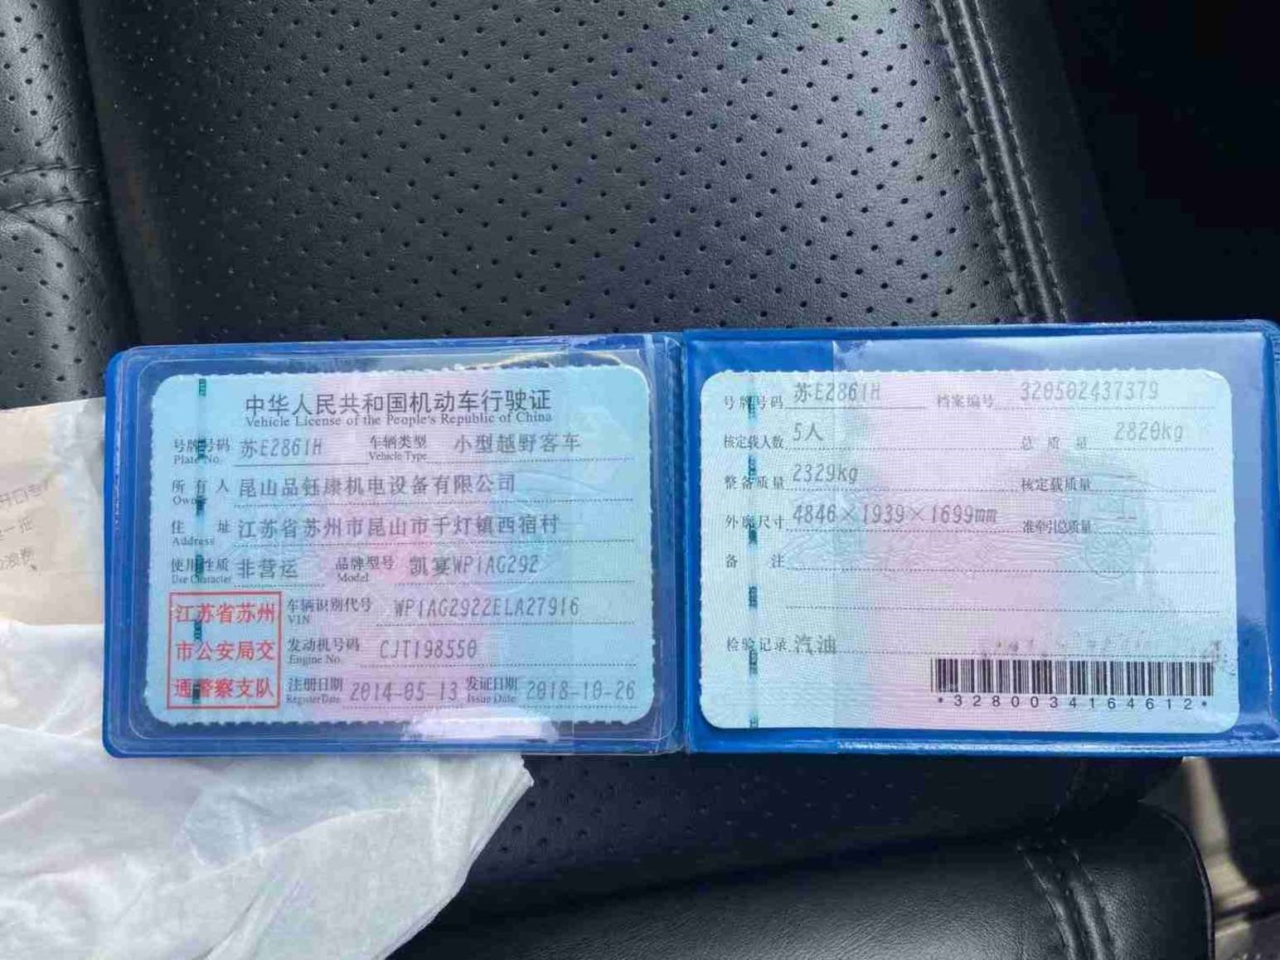 中华人民共和国机动车行驶证
Vehicle License of the People's Republic of China
号牌号码 苏E2861H 车辆类型 小型越野客车
Plate No. Vehicle Type
所有人 昆山品钰康机电设备有限公司
Owner
住 址 江苏省苏州市昆山市千灯镇西宿村
Address
使用性质 非营运 品牌型号 凯宴WP1AG292
Use Character Model
江苏省苏州
市公安局交
通警察支队
车辆识别代号 WP1AG2922ELA27916
VIN
发动机号码 CJT198550
Engine No.
注册日期 2014-05-13 发证日期 2018-10-26
Register Date Issue Date
号牌号码 苏E2861H 档案编号 320502437379
核定载人数 5人 总质量 2820kg
整备质量 2329kg 核定载质量 --
外廓尺寸 4846×1939×1699mm 准牵引总质量 --
备 注
检验记录 汽油
*3280034164612*